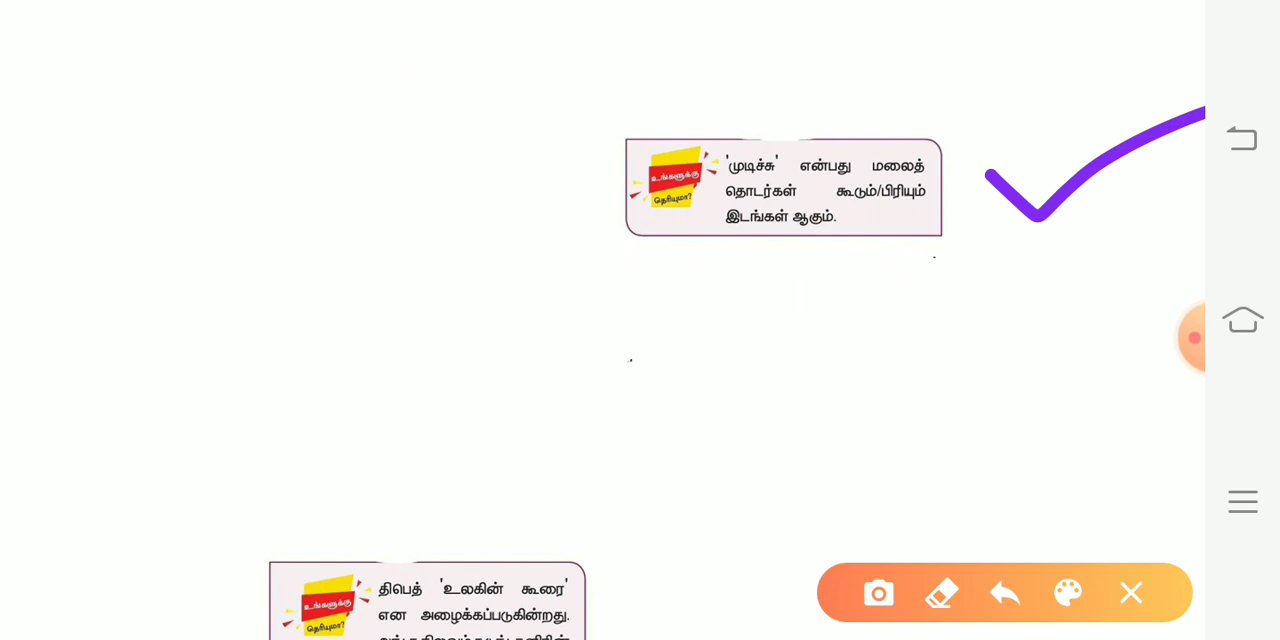 உங்களுக்கு
தெரியுமா?
'முடிச்சு' என்பது மலைத்
தொடர்கள் கூடும்/பிரியும்
இடங்கள் ஆகும்.
உங்களுக்கு
தெரியுமா?
திபெத் 'உலகின் கூரை'
என அழைக்கப்படுகின்றது.